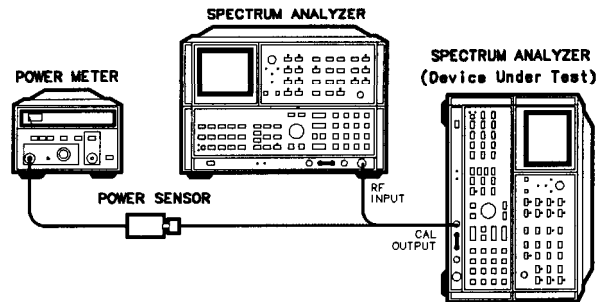 SPECTRUM ANALYZER
SPECTRUM ANALYZER
(Device Under Test)
POWER METER
POWER SENSOR
RF
INPUT
CAL
OUTPUT